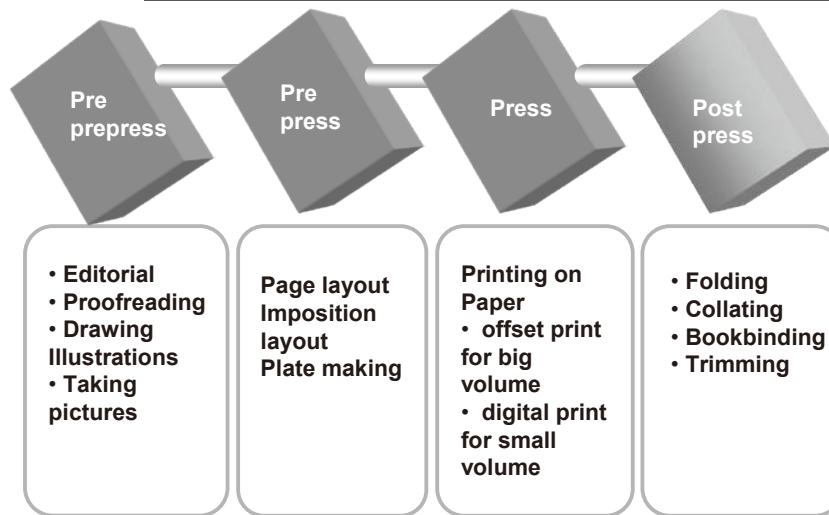 Pre
prepress
Pre
press
Press
Post
press
• Editorial
• Proofreading
• Drawing
Illustrations
• Taking
pictures
Page layout
Imposition
layout
Plate making
Printing on
Paper
• offset print
for big
volume
• digital print
for small
volume
• Folding
• Collating
• Bookbinding
• Trimming